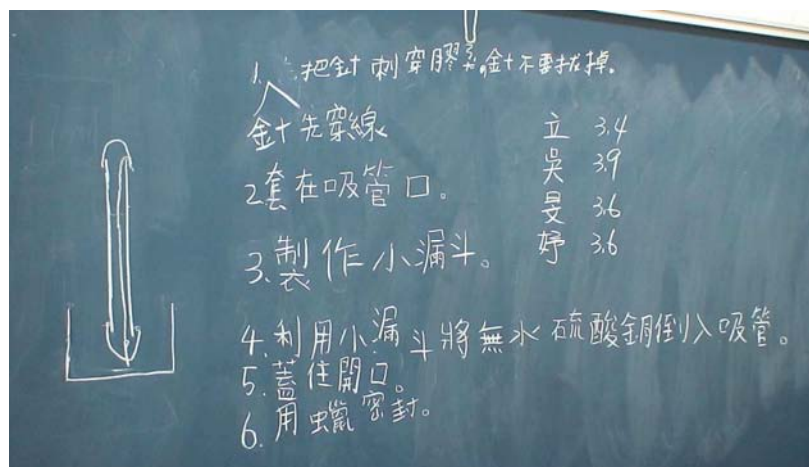 1. 把針刺穿膠囊。針不要拔掉。
針先穿線
2 套在吸管口。
3. 製作小漏斗。
4. 利用小漏斗將無水硫酸銅倒入吸管。
5. 蓋住開口。
6. 用蠟密封。
立 3.4
吳 3.9
旻 3.6
妤 3.6